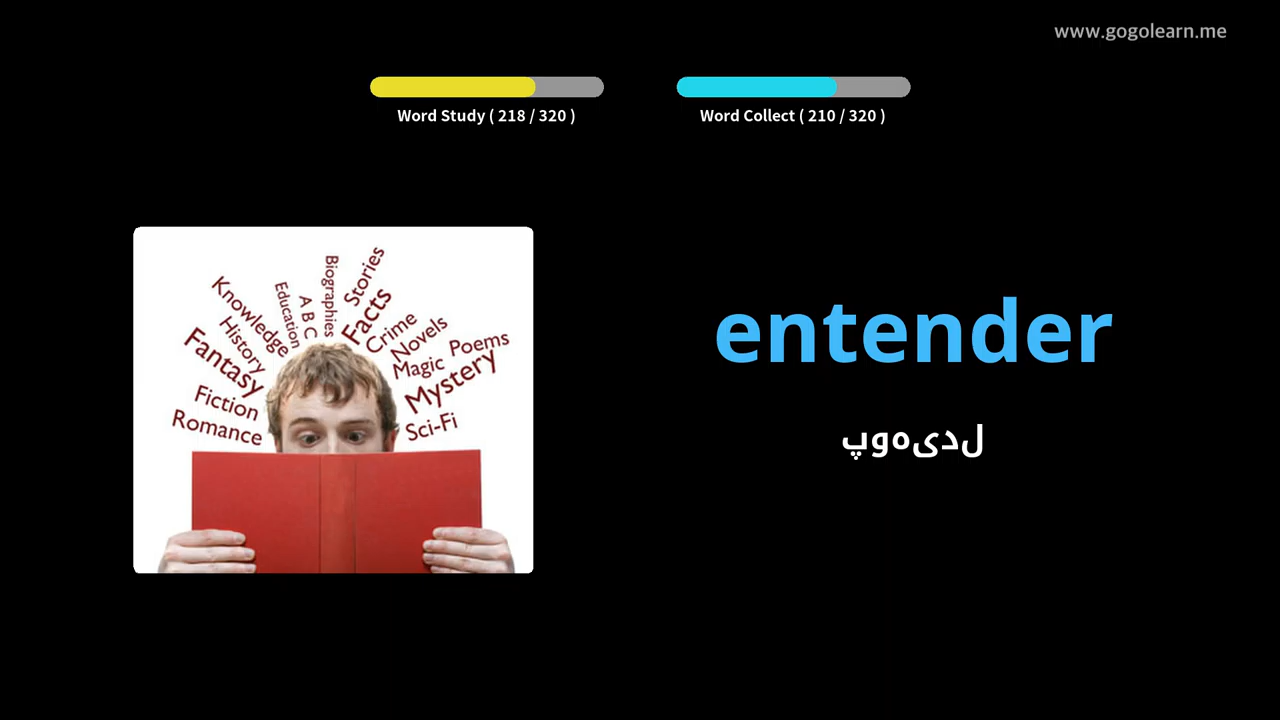 www.gogolearn.me
Word Study ( 218 / 320 )
Word Collect ( 210 / 320 )
Knowledge
History
Fantasy
Fiction
Romance
Education
A B C
Biographies
Stories
Facts
Crime
Novels
Magic
Poems
Mystery
Sci-Fi
entender
لدیهوپ